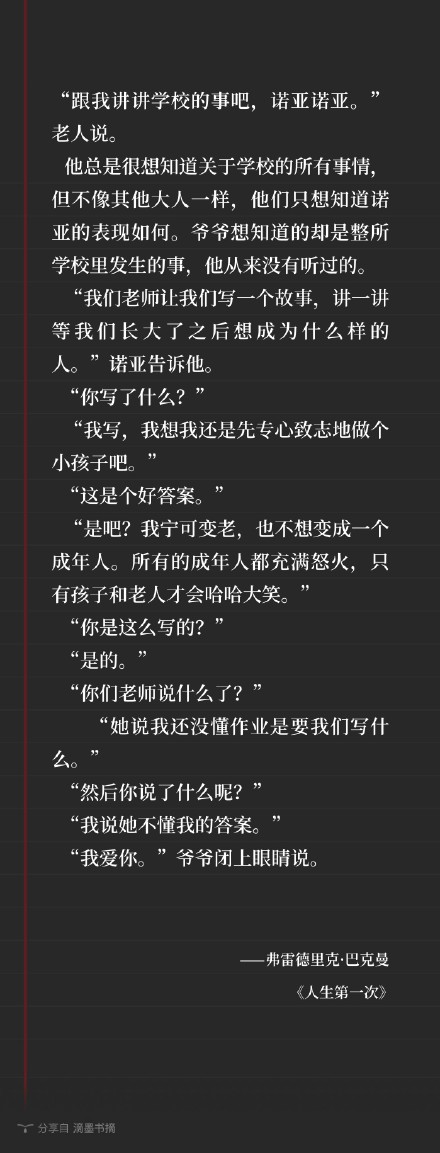 “跟我讲讲学校的事吧，诺亚诺亚。”
老人说。
他总是很想知道关于学校的所有事情，
但不像其他大人一样，他们只想知道诺
亚的表现如何。爷爷想知道的却是整所
学校里发生的事，他从来没有听过的。
“我们老师让我们写一个故事，讲一讲
等我们长大了之后想成为什么样的
人。”诺亚告诉他。
“你写了什么？”
“我写，我想我还是先专心致志地做个
小孩子吧。”
“这是个好答案。”
“是吧？我宁可变老，也不想变成一个
成年人。所有的成年人都充满怒火，只
有孩子和老人才会哈哈大笑。”
“你是这么写的？”
“是的。”
“你们老师说什么了？”
“她说我还没懂作业是要我们写什
么。”
“然后你说了什么呢？”
“我说她不懂我的答案。”
“我爱你。”爷爷闭上眼睛说。
——弗雷德里克·巴克曼
《人生第一次》
分享自 滴墨书摘